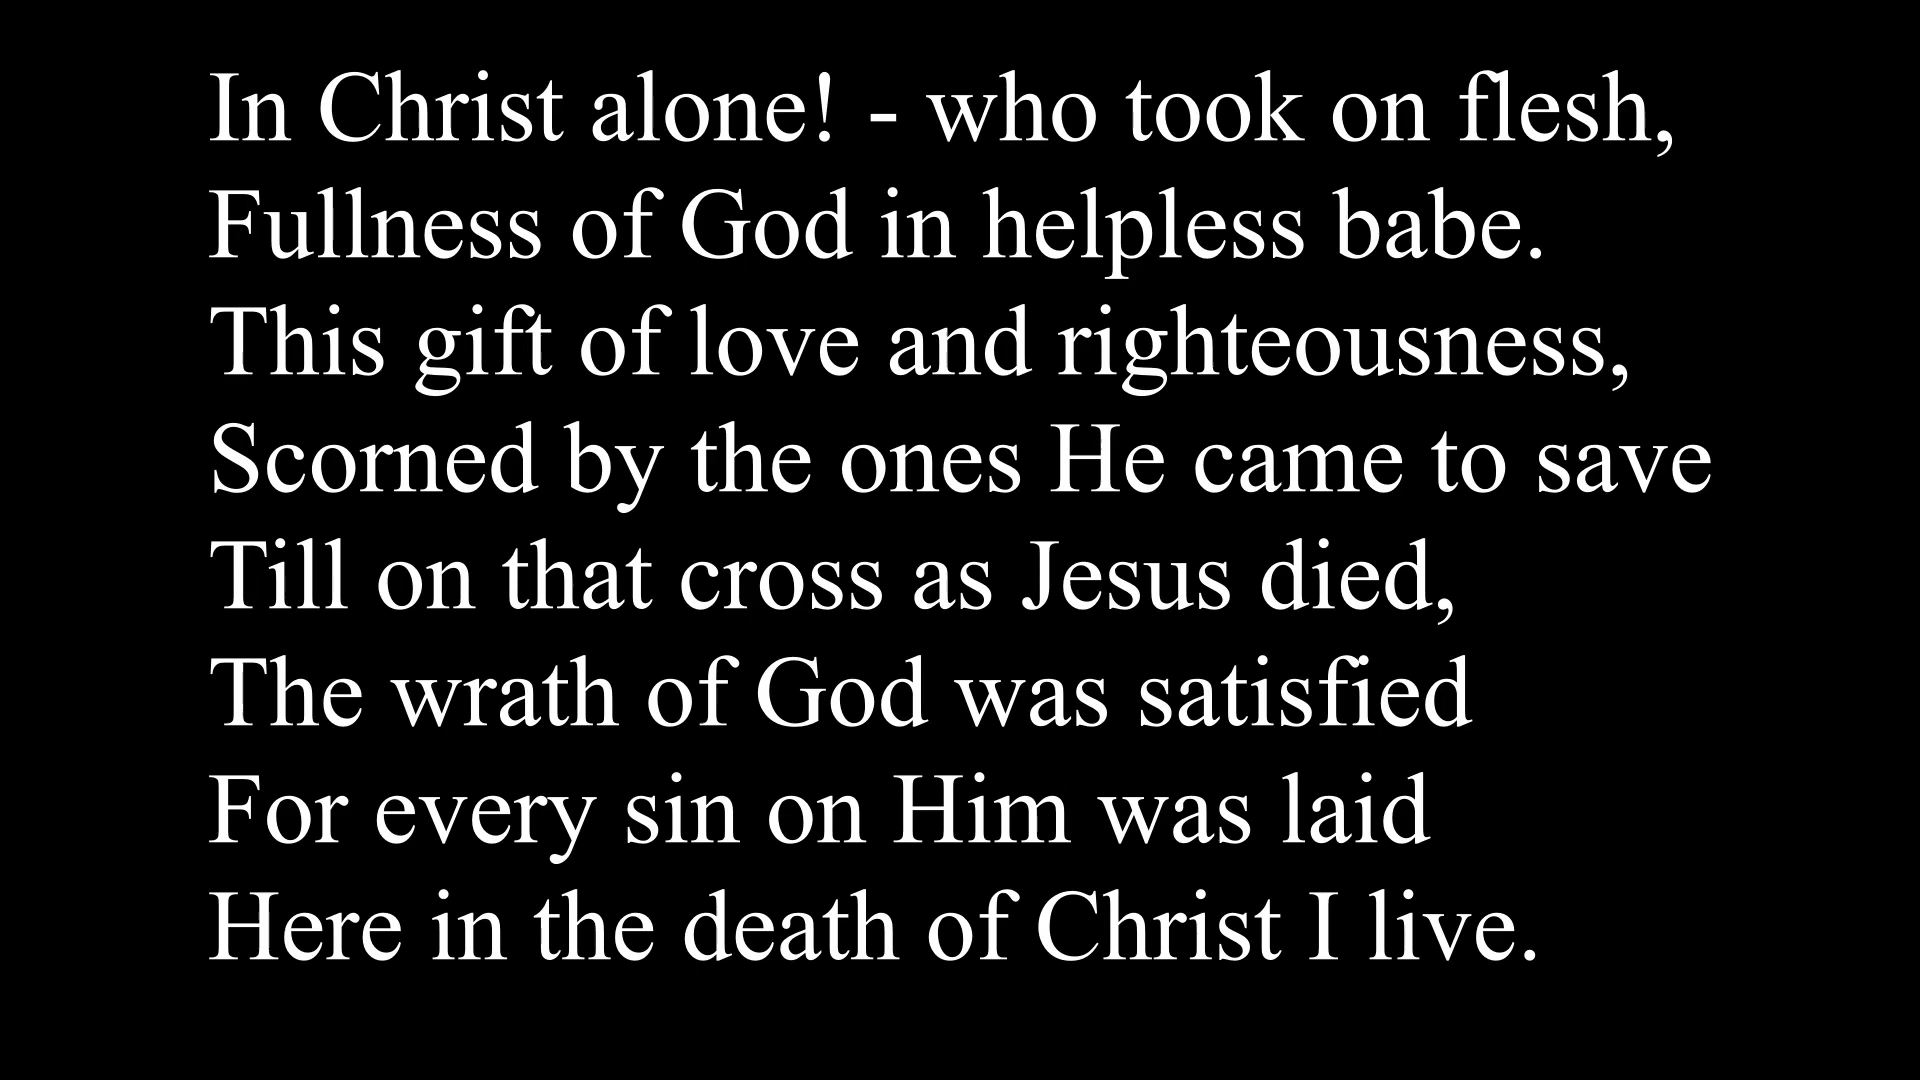 In Christ alone! - who took on flesh,
Fullness of God in helpless babe.
This gift of love and righteousness,
Scorned by the ones He came to save
Till on that cross as Jesus died,
The wrath of God was satisfied
For every sin on Him was laid
Here in the death of Christ I live.